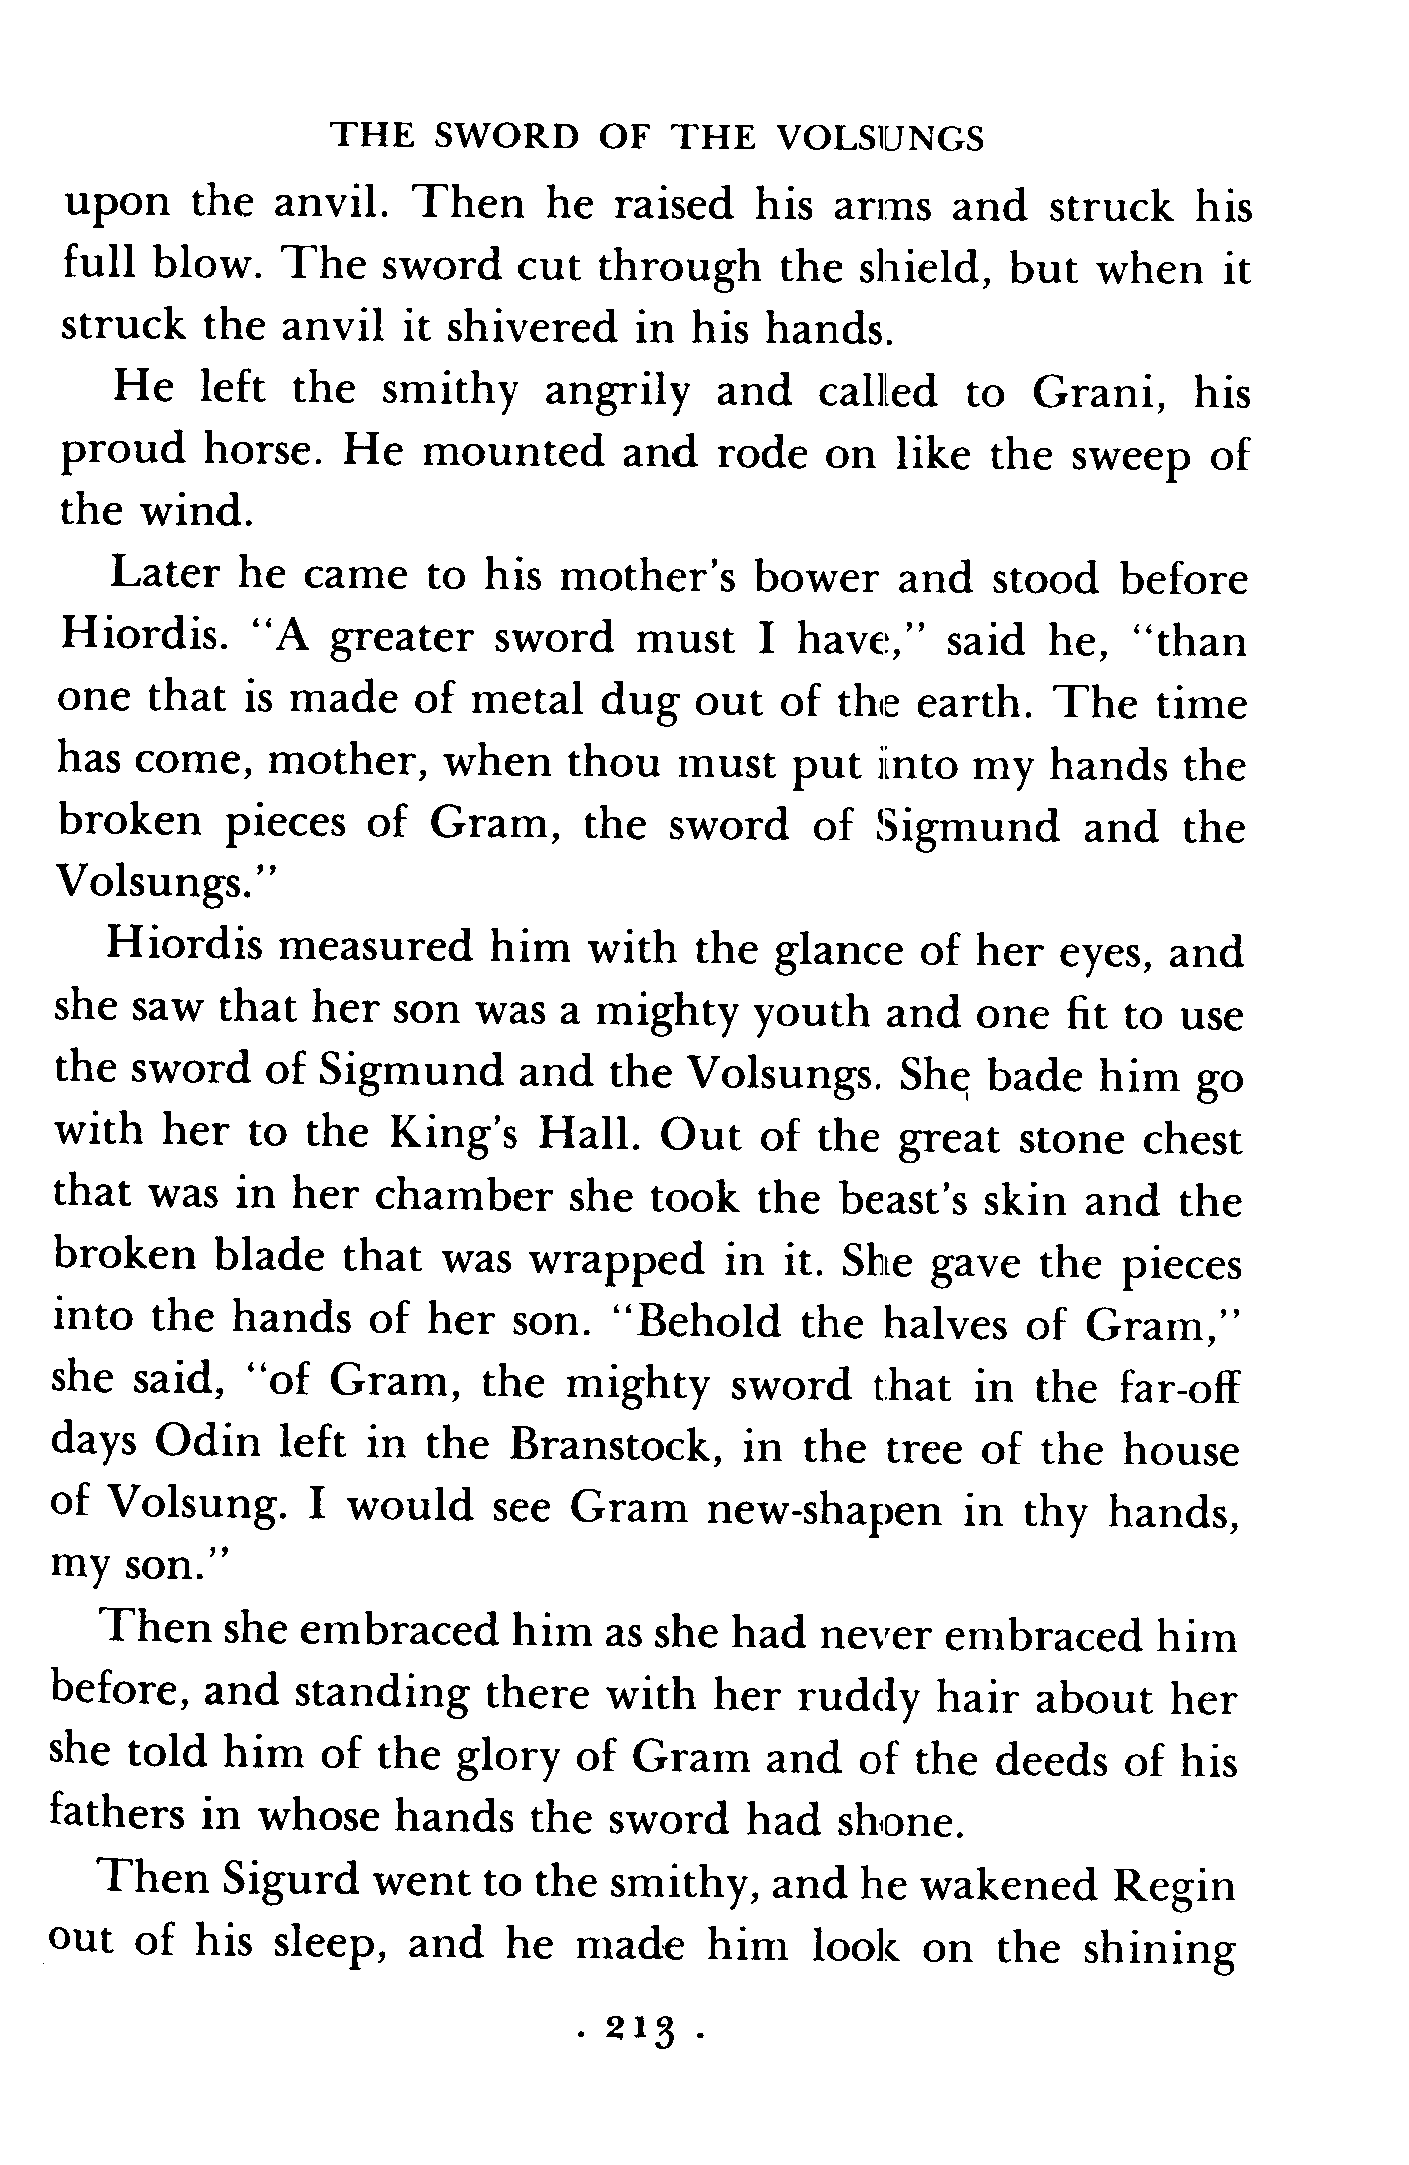 THE SWORD OF THE VOLSUNGS
upon the anvil. Then he raised his arms and struck his
full blow. The sword cut through the shield, but when it
struck the anvil it shivered in his hands.
He left the smithy angrily and called to Grani, his
proud horse. He mounted and rode on like the sweep of
the wind.
Later he came to his mother's bower and stood before
Hiordis. "A greater sword must I have," said he, "than
one that is made of metal dug out of the earth. The time
has come, mother, when thou must put into my hands the
broken pieces of Gram, the sword of Sigmund and the
Volsungs."
Hiordis measured him with the glance of her eyes, and
she saw that her son was a mighty youth and one fit to use
the sword of Sigmund and the Volsungs. She bade him go
with her to the King's Hall. Out of the great stone chest
that was in her chamber she took the beast's skin and the
broken blade that was wrapped in it. She gave the pieces
into the hands of her son. "Behold the halves of Gram,"
she said, "of Gram, the mighty sword that in the far-off
days Odin left in the Branstock, in the tree of the house
of Volsung. I would see Gram new-shapen in thy hands,
my son."
Then she embraced him as she had never embraced him
before, and standing there with her ruddy hair about her
she told him of the glory of Gram and of the deeds of his
fathers in whose hands the sword had shone.
Then Sigurd went to the smithy, and he wakened Regin
out of his sleep, and he made him look on the shining
. 213 .